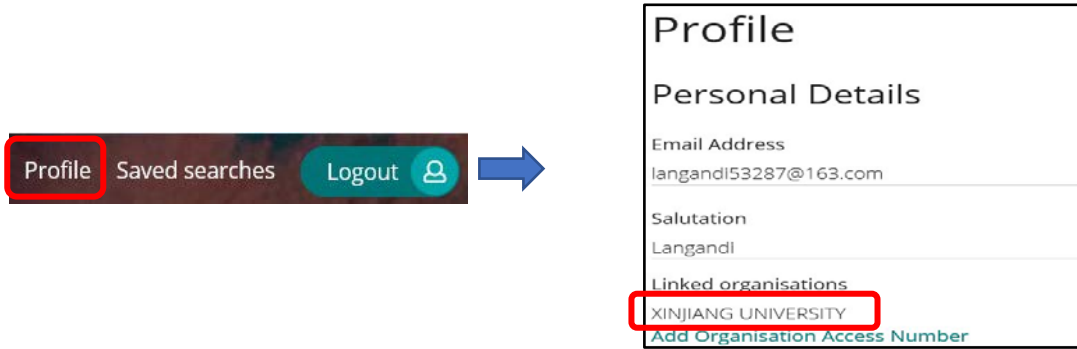 Profile Saved searches Logout
Profile
Personal Details
Email Address
langandl53287@163.com
Salutation
Langandl
Linked organisations
XINJIANG UNIVERSITY
Add Organisation Access Number